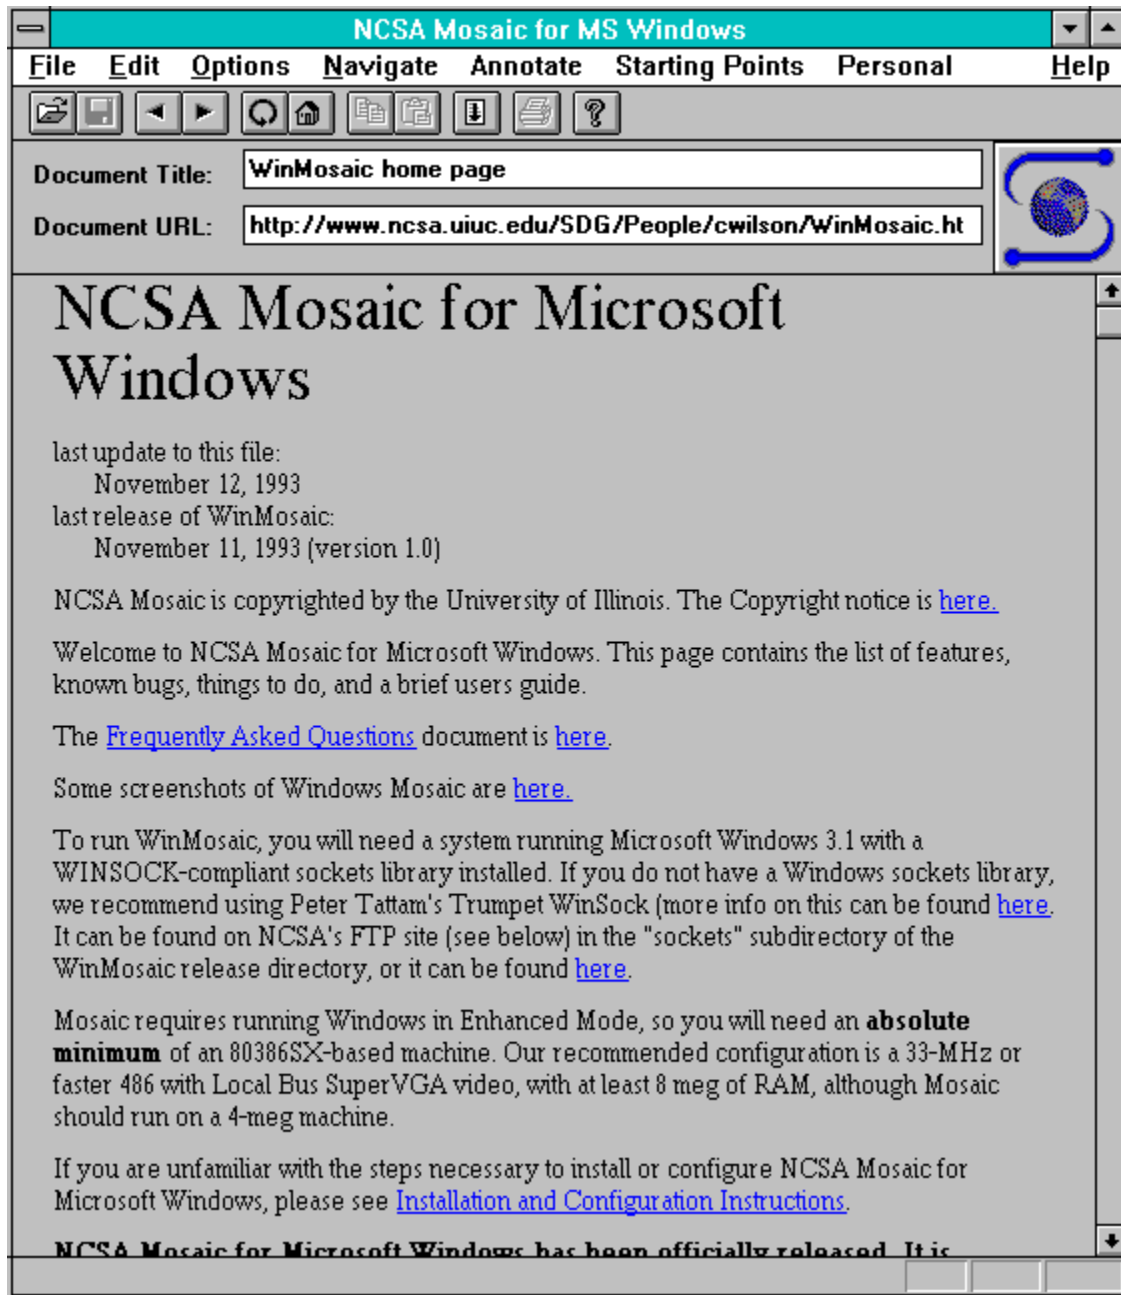 NCSA Mosaic for MS Windows
File Edit Options Navigate Annotate Starting Points Personal Help
Document Title: WinMosaic home page
Document URL: http://www.ncsa.uiuc.edu/SDG/People/cwilson/WinMosaic.ht
NCSA Mosaic for Microsoft
Windows
last update to this file:
November 12, 1993
last release of WinMosaic:
November 11, 1993 (version 1.0)
NCSA Mosaic is copyrighted by the University of Illinois. The Copyright notice is here.
Welcome to NCSA Mosaic for Microsoft Windows. This page contains the list of features,
known bugs, things to do, and a brief users guide.
The Frequently Asked Questions document is here.
Some screenshots of Windows Mosaic are here.
To run WinMosaic, you will need a system running Microsoft Windows 3.1 with a
WINSOCK-compliant sockets library installed. If you do not have a Windows sockets library,
we recommend using Peter Tattam's Trumpet WinSock (more info on this can be found here.
It can be found on NCSA's FTP site (see below) in the "sockets" subdirectory of the
WinMosaic release directory, or it can be found here.
Mosaic requires running Windows in Enhanced Mode, so you will need an absolute
minimum of an 80386SX-based machine. Our recommended configuration is a 33-MHz or
faster 486 with Local Bus SuperVGA video, with at least 8 meg of RAM, although Mosaic
should run on a 4-meg machine.
If you are unfamiliar with the steps necessary to install or configure NCSA Mosaic for
Microsoft Windows, please see Installation and Configuration Instructions.
NCSA Mosaic for Microsoft Windows has been officially released. It is